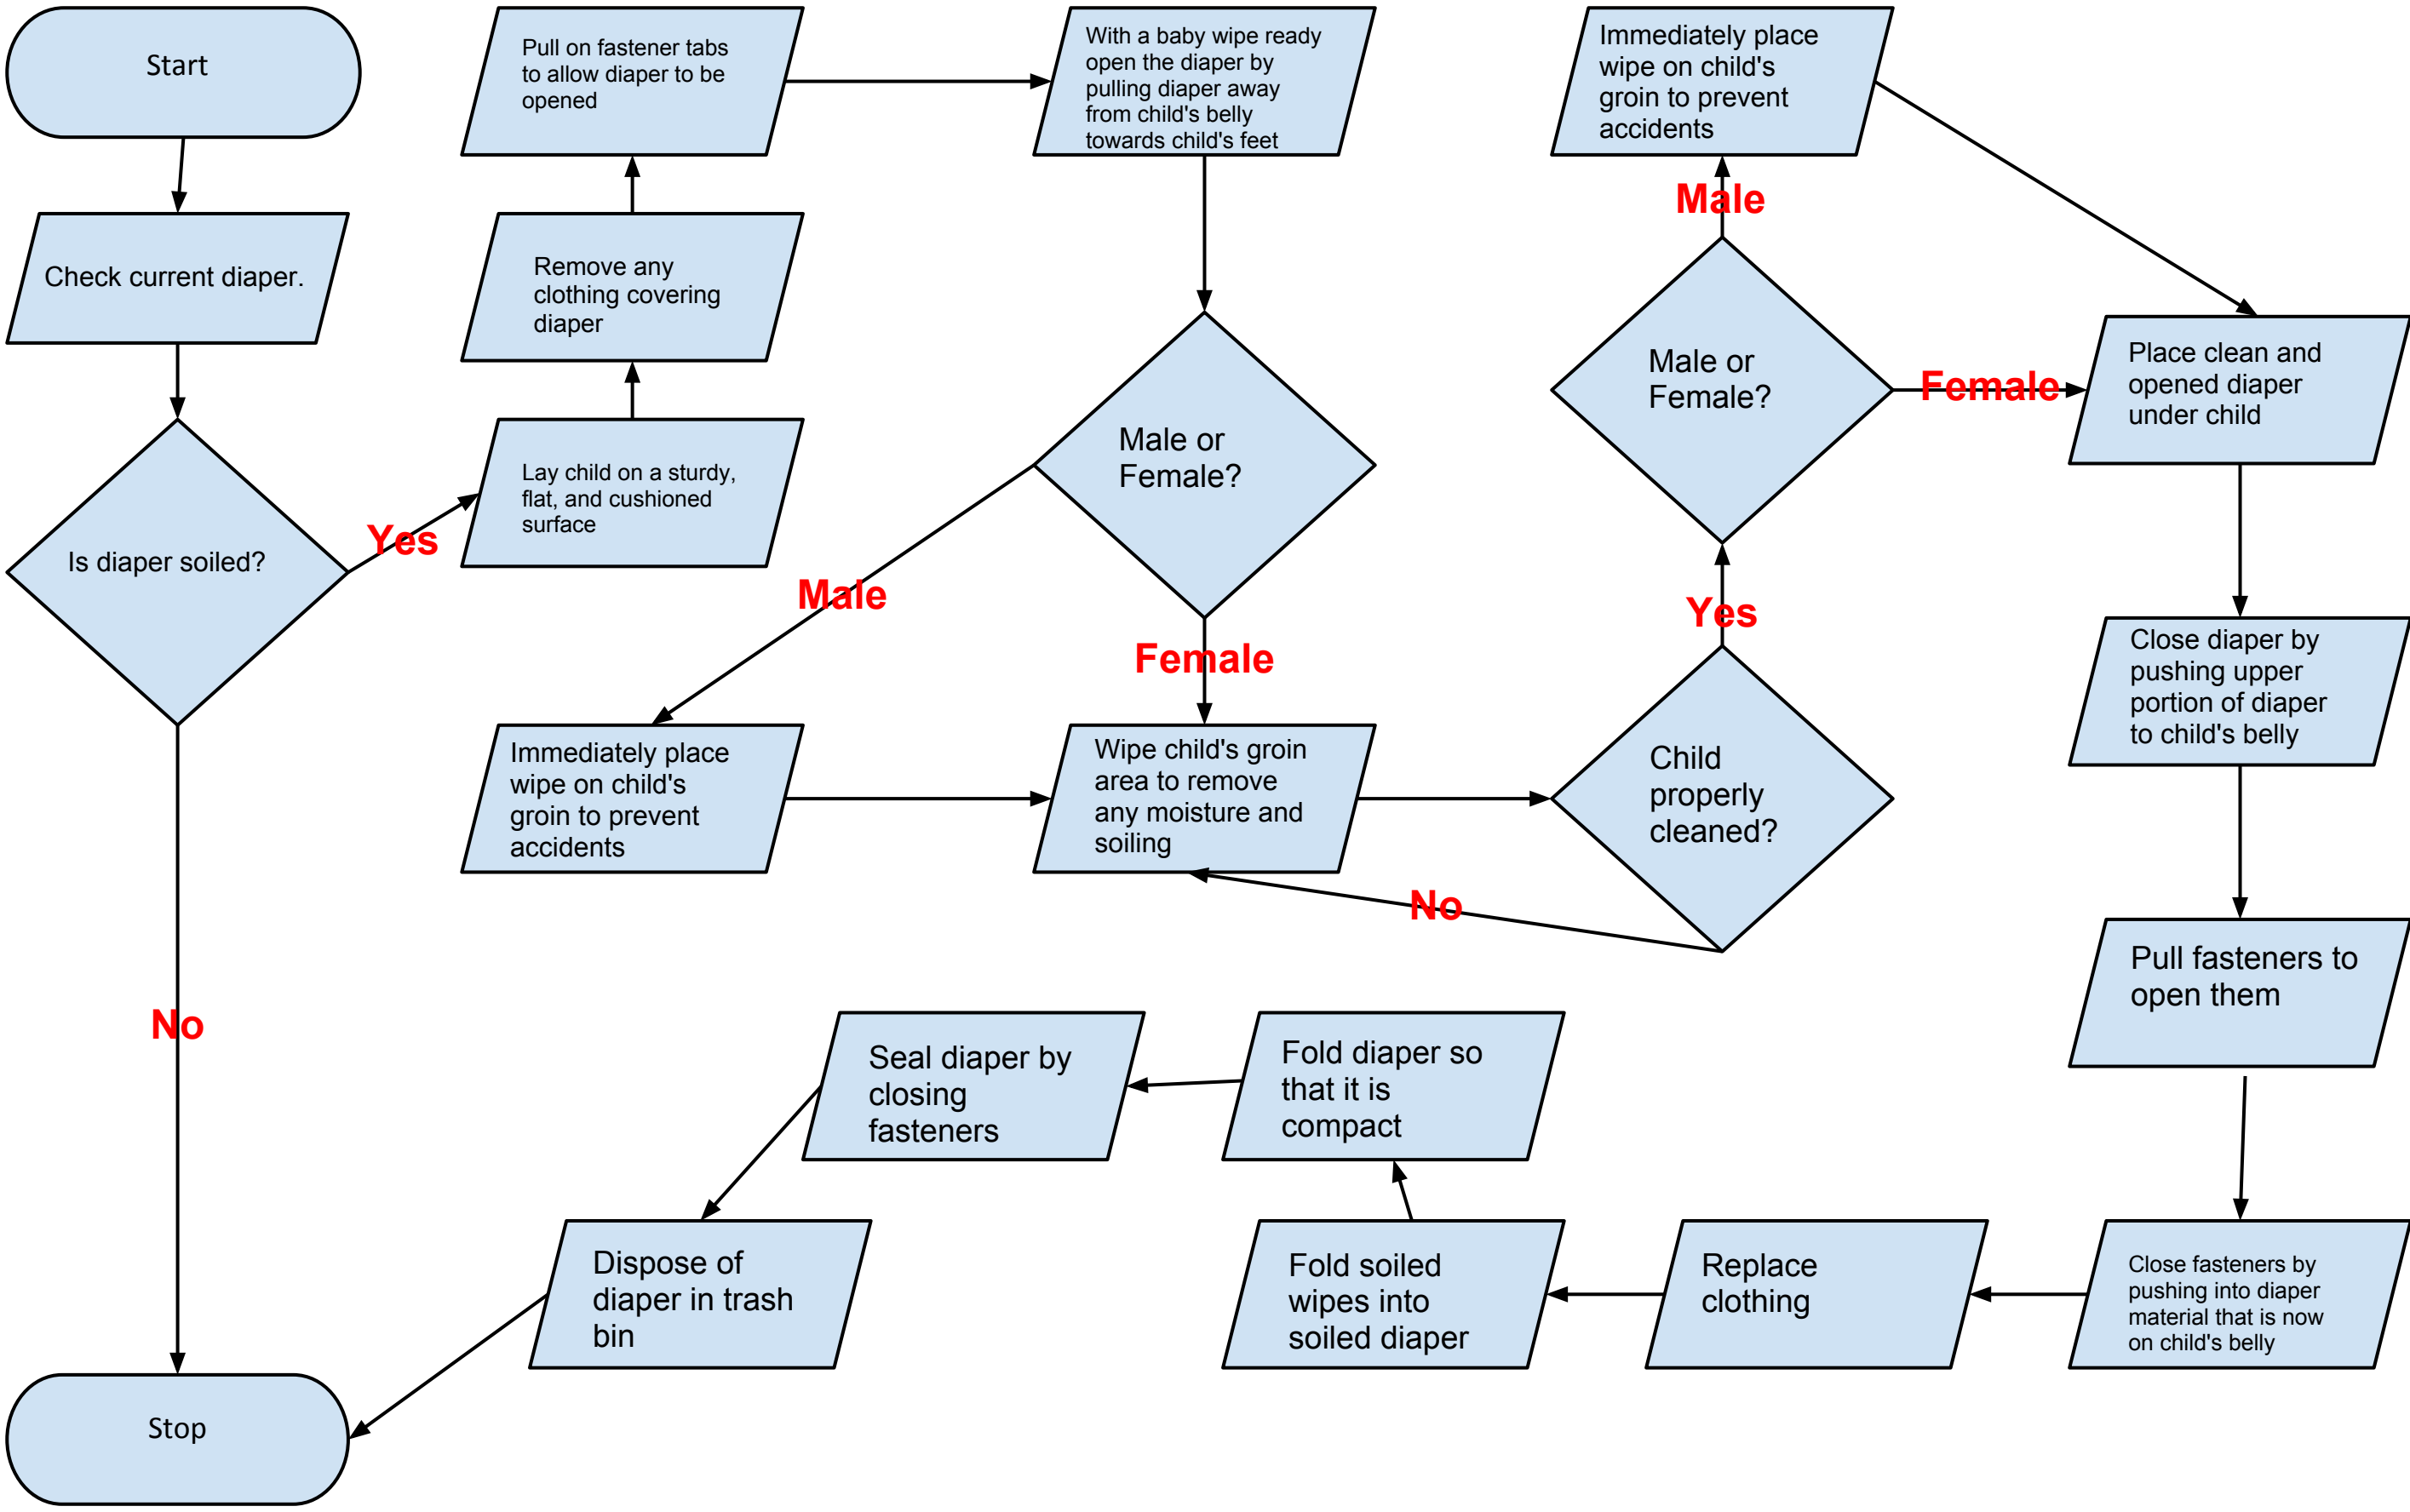 Start
Check current diaper.
Is diaper soiled?
Yes
No
Lay child on a sturdy,
flat, and cushioned
surface
Remove any
clothing covering
diaper
Pull on fastener tabs
to allow diaper to be
opened
With a baby wipe ready
open the diaper by
pulling diaper away
from child's belly
towards child's feet
Male or
Female?
Male
Female
Immediately place
wipe on child's
groin to prevent
accidents
Wipe child's groin
area to remove
any moisture and
soiling
Child
properly
cleaned?
No
Yes
Male or
Female?
Male
Female
Immediately place
wipe on child's
groin to prevent
accidents
Place clean and
opened diaper
under child
Close diaper by
pushing upper
portion of diaper
to child's belly
Pull fasteners to
open them
Close fasteners by
pushing into diaper
material that is now
on child's belly
Replace
clothing
Fold soiled
wipes into
soiled diaper
Fold diaper so
that it is
compact
Seal diaper by
closing
fasteners
Dispose of
diaper in trash
bin
Stop